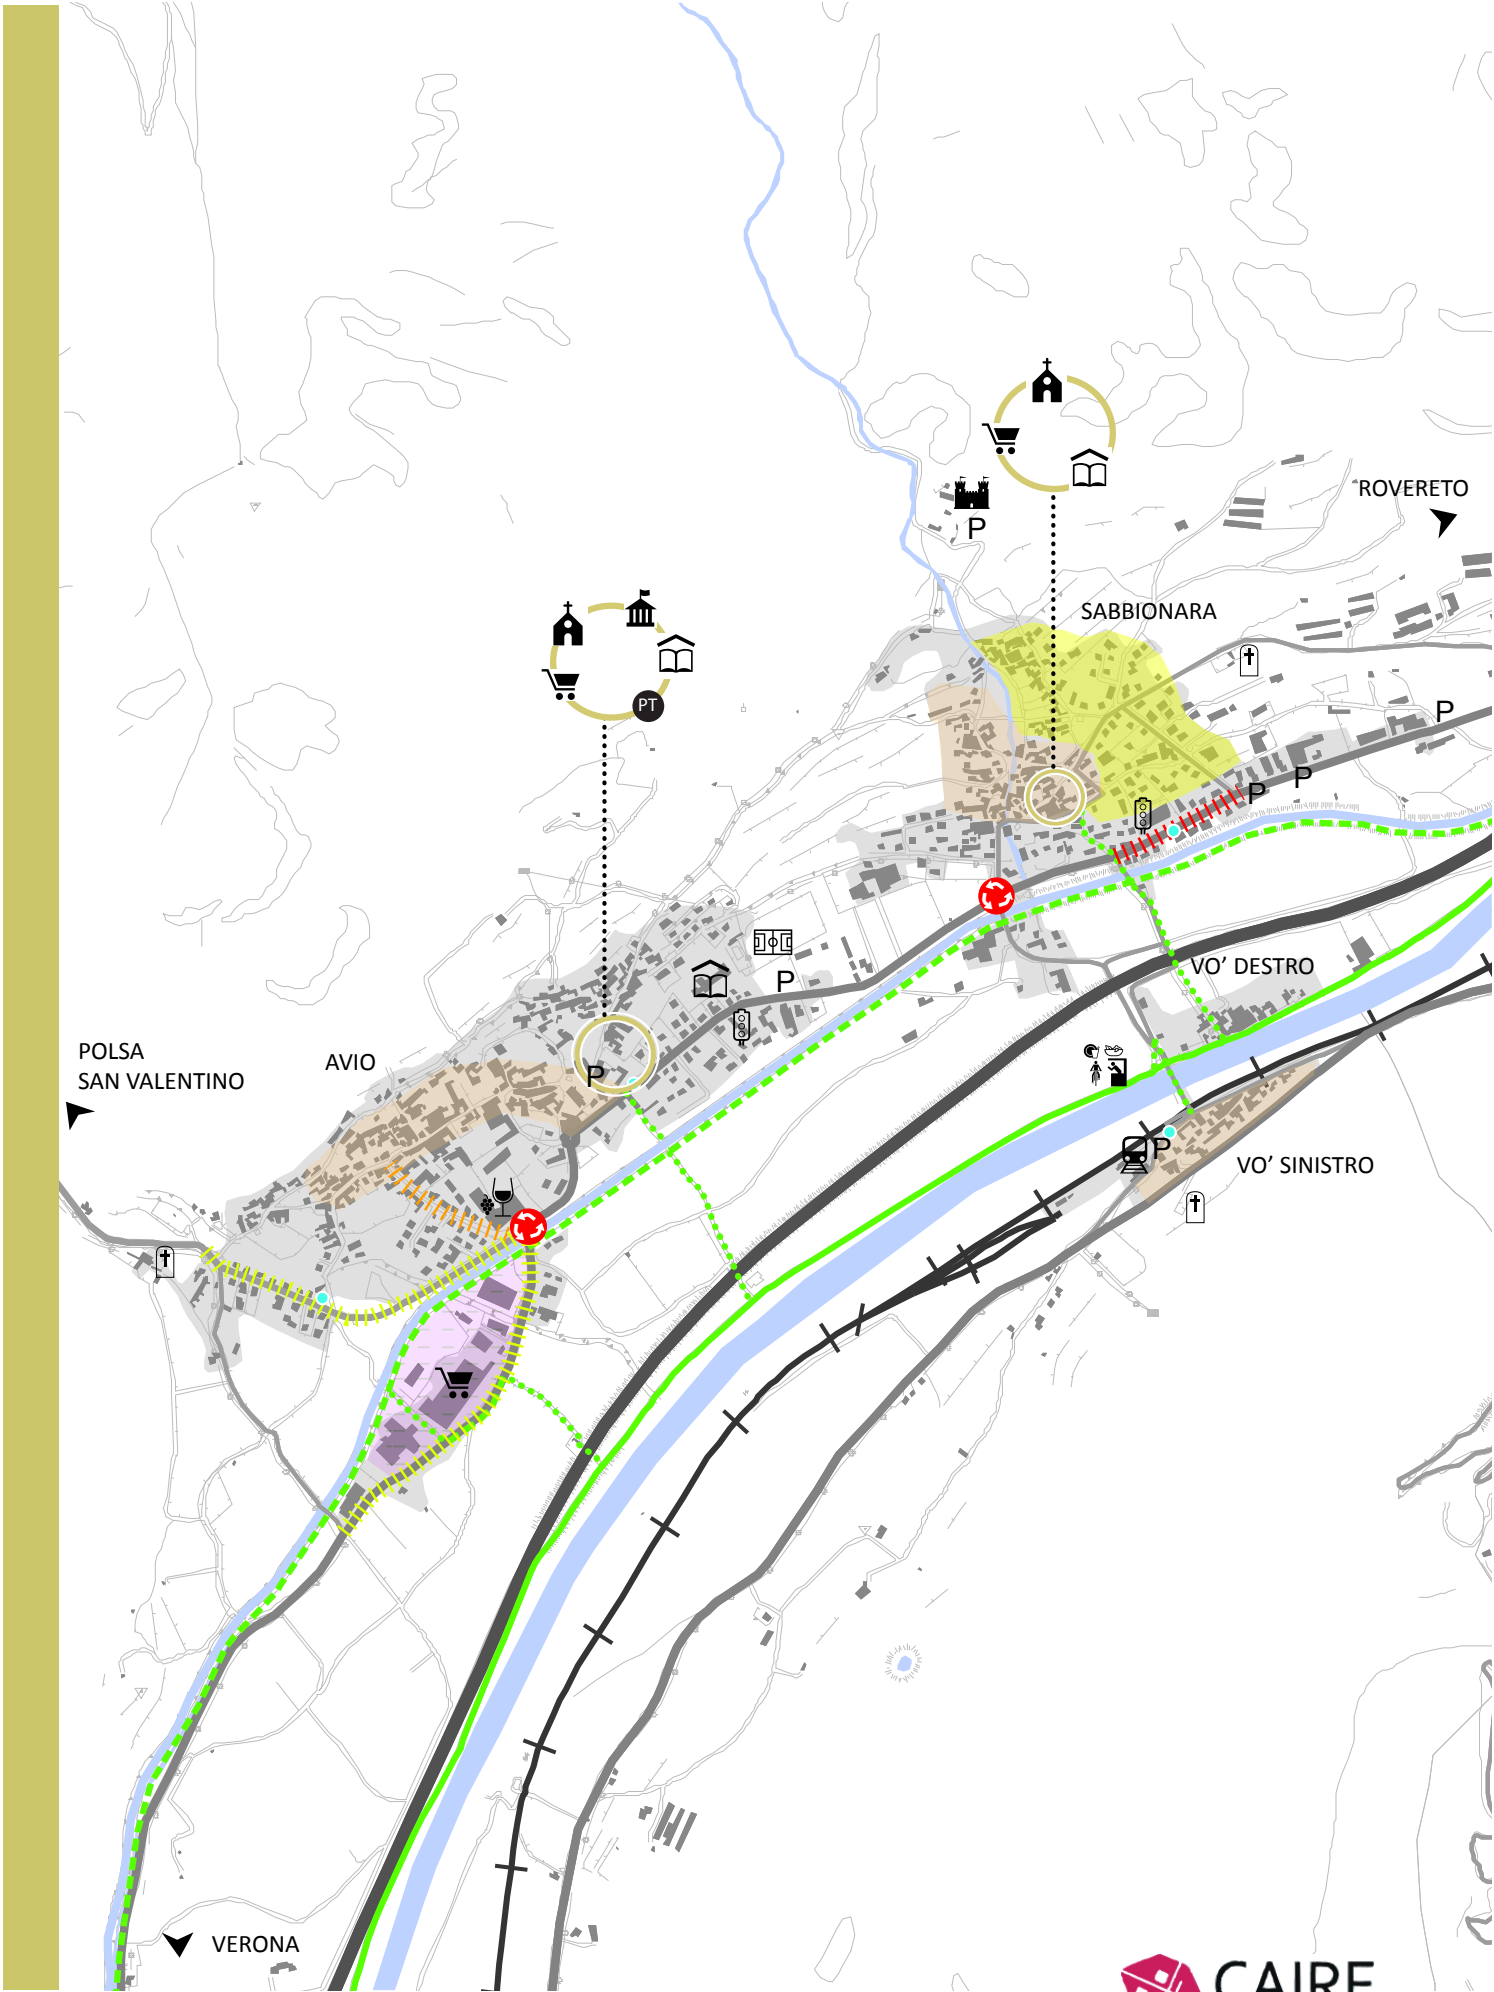 ROVERETO
P
SABBIONARA
PT
P
P
P
VO' DESTRO
P
POLSA
SAN VALENTINO
AVIO
P
P
VO' SINISTRO
VERONA
CAIRE